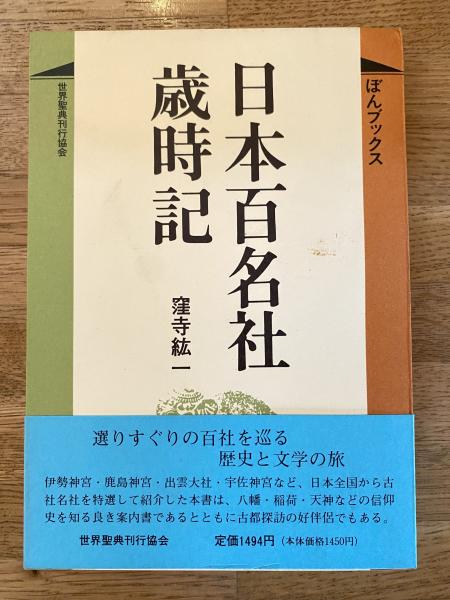 ぼんブックス
日本百名社
歳時記
窪寺紘一
世界聖典刊行協会
選りすぐりの百社を巡る
歴史と文学の旅
伊勢神宮・鹿島神宮・出雲大社・宇佐神宮など、日本全国から古
社名社を特選して紹介した本書は、八幡・稲荷・天神などの信仰
史を知る良き案内書であるとともに古都探訪の好伴侶でもある。
世界聖典刊行協会 定価1494円（本体価格1450円）